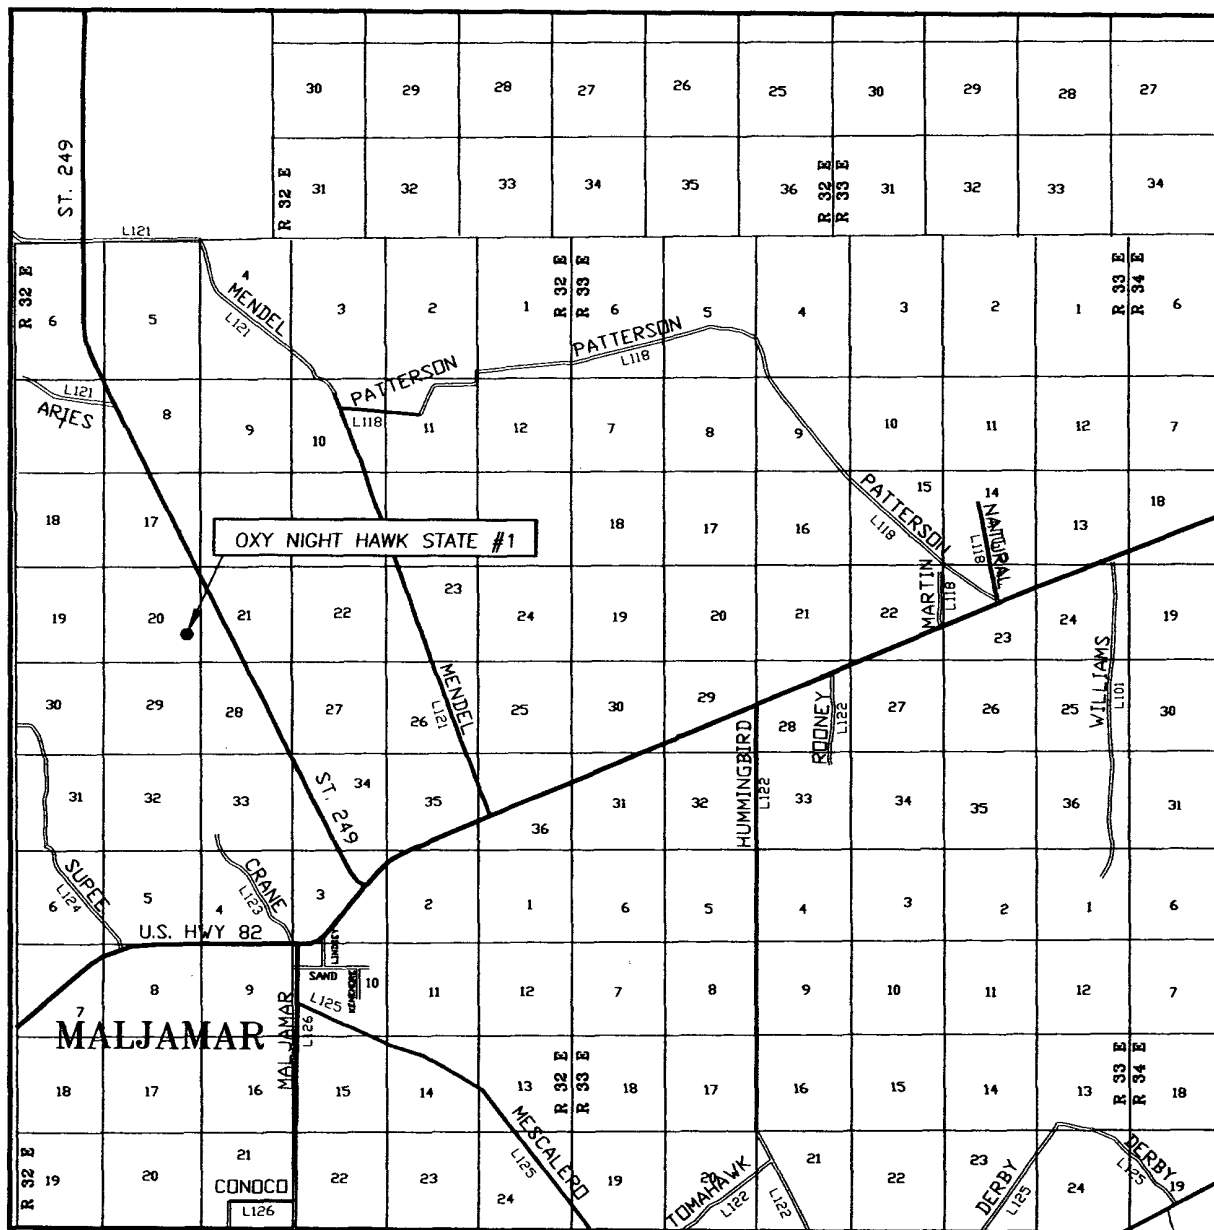 30 29 28 27 26 25 30 29 28 27
ST. 249
R 32 E
31 32 33 34 35 36
R 32 E
R 33 E
31 32 33 34
L121
R 32 E
6 5 4 3 2 1
R 32 E
R 33 E
6 5 4 3 2 1
R 33 E
R 34 E
6
MENDEL
L121
PATTERSON
L118
PATTERSON
L118
L121
ARIES
7 8 9 10 11 12 7 8 9 10 11 12 7
18 17 18 17 16 15 14 13 18
PATTERSON
L118
NATURAL
L118
OXY NIGHT HAWK STATE #1
19 20 21 22 23 24 19 20 21 22 23 24 19
MARTIN
L118
30 29 28 27 26 25 30 29 28 27 26 25 30
MENDEL
L121
ROONEY
L122
WILLIAMS
L101
HUMMINGBIRD
L122
31 32 33 34 35 36 31 32 33 34 35 36 31
ST. 249
SUPEE
L124
CRANE
L123
6 5 4 3 2 1 6 5 4 3 2 1 6
U.S. HWY 82
SAND
7 8 9 10 11 12 7 8 9 10 11 12 7
L125
MALJAMAR
MALJAMAR
L126
18 17 16 15 14 13
R 32 E
R 33 E
18 17 16 15 14 13
R 33 E
R 34 E
18
MESCALERO
L125
R 32 E
19 20 21 22 23 24 19 20 21 22 23 24 19
CONOCO
L126
TOMAHAWK
L122
L122
DERBY
L125
DERBY
L125